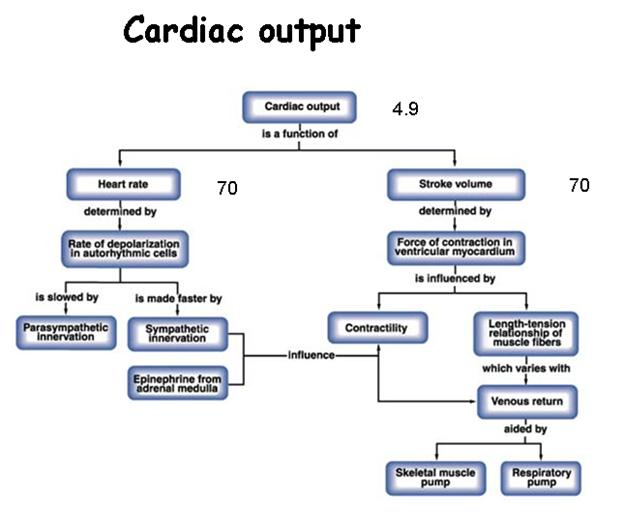 Cardiac output
Cardiac output
4.9
is a function of
Heart rate
70
Stroke volume
70
determined by
determined by
Rate of depolarization
in autorhythmic cells
Force of contraction in
ventricular myocardium
is influenced by
is slowed by
is made faster by
Parasympathetic
innervation
Sympathetic
innervation
Contractility
Length-tension
relationship of
muscle fibers
influence
which varies with
Epinephrine from
adrenal medulla
Venous return
aided by
Skeletal muscle
pump
Respiratory
pump